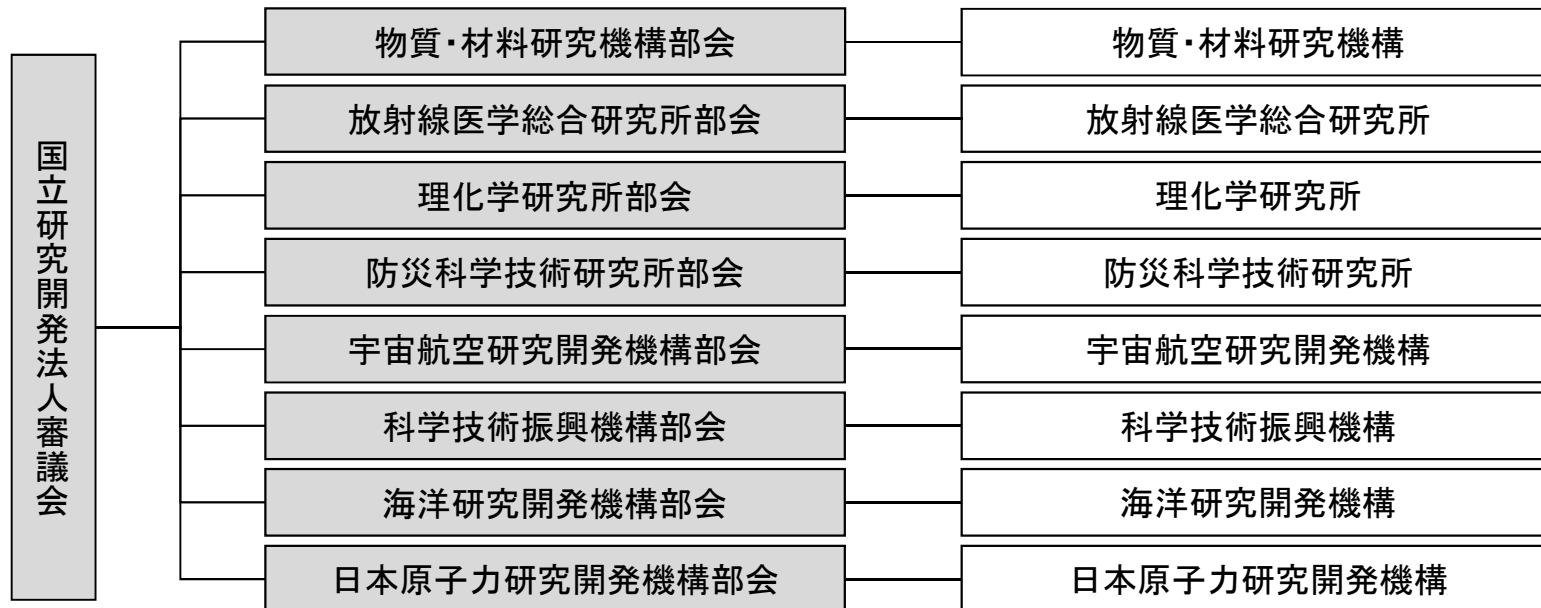 国立研究開発法人審議会
物質・材料研究機構部会
物質・材料研究機構
放射線医学総合研究所部会
放射線医学総合研究所
理化学研究所部会
理化学研究所
防災科学技術研究所部会
防災科学技術研究所
宇宙航空研究開発機構部会
宇宙航空研究開発機構
科学技術振興機構部会
科学技術振興機構
海洋研究開発機構部会
海洋研究開発機構
日本原子力研究開発機構部会
日本原子力研究開発機構